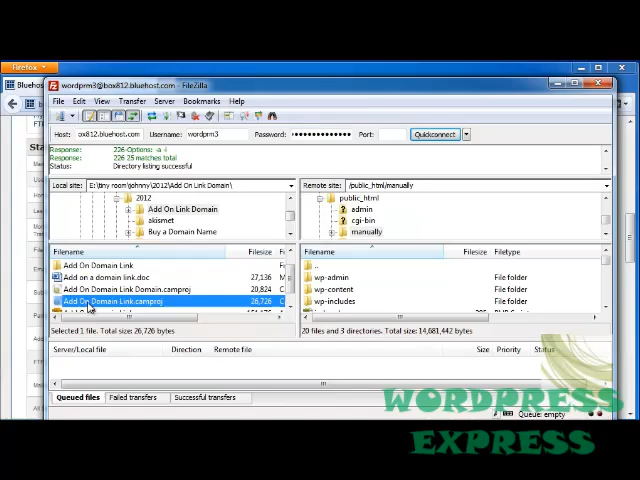 Firefox
Bluehos
wordprm3@box812.bluehost.com - FileZilla
File Edit View Transfer Server Bookmarks Help
Host: ox812.bluehost.com Username: wordprm3 Password: •••••••••••••• Port: Quickconnect
Response: 226-Options: -a -l
Response: 226 25 matches total
Status: Directory listing successful
Local site: E:\tiny room\johnny\2012\Add On Link Domain\
Remote site: /public_html/manually
2012
Add On Link Domain
akismet
Buy a Domain Name
public_html
admin
cgi-bin
manually
Filename Filesize
Add On Domain Link
Add on a domain link.doc 27,136
Add On Domain Link Domain.camproj 20,824 C
Add On Domain Link.camproj 26,726 C
Selected 1 file. Total size: 26,726 bytes
Filename Filesize Filetype
..
wp-admin File folder
wp-content File folder
wp-includes File folder
20 files and 3 directories. Total size: 14,681,442 bytes
Server/Local file Direction Remote file Size Priority Status
Queued files Failed transfers Successful transfers
Queue: empty
WORDPRESS
EXPRESS